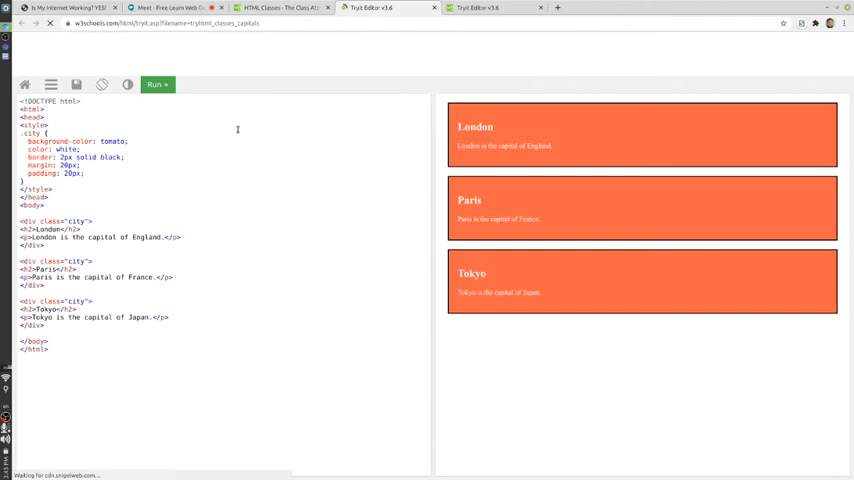 Is My Internet Working? YES!
Meet - Free Learn Web D
HTML Classes - The Class Att
Tryit Editor v3.6
Tryit Editor v3.6
w3schools.com/html/tryit.asp?filename=tryhtml_classes_capitals
Run »
<!DOCTYPE html>
<html>
<head>
<style>
.city {
background-color: tomato;
color: white;
border: 2px solid black;
margin: 20px;
padding: 20px;
}
</style>
</head>
<body>
<div class="city">
<h2>London</h2>
<p>London is the capital of England.</p>
</div>
<div class="city">
<h2>Paris</h2>
<p>Paris is the capital of France.</p>
</div>
<div class="city">
<h2>Tokyo</h2>
<p>Tokyo is the capital of Japan.</p>
</div>
</body>
</html>
London
London is the capital of England.
Paris
Paris is the capital of France.
Tokyo
Tokyo is the capital of Japan.
en
3:45 PM
Waiting for cdn.snigelweb.com...